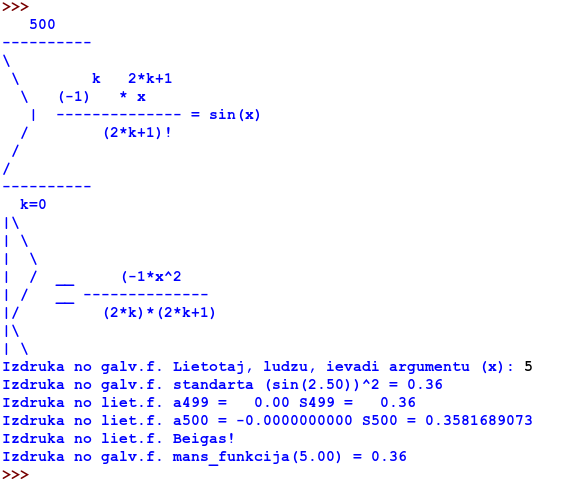 >>>
   500
----------
\
 \        k   2*k+1
  \   (-1)   * x
   |  -------------- = sin(x)
  /        (2*k+1)!
 /
/
----------
  k=0
|\
| \
|  \
|  /  __     (-1*x^2
| /   __ --------------
|/         (2*k)*(2*k+1)
|\
| \
Izdruka no galv.f. Lietotaj, ludzu, ievadi argumentu (x): 5
Izdruka no galv.f. standarta (sin(2.50))^2 = 0.36
Izdruka no liet.f. a499 =   0.00 S499 =   0.36
Izdruka no liet.f. a500 = -0.0000000000 S500 = 0.3581689073
Izdruka no liet.f. Beigas!
Izdruka no galv.f. mans_funkcija(5.00) = 0.36
>>>